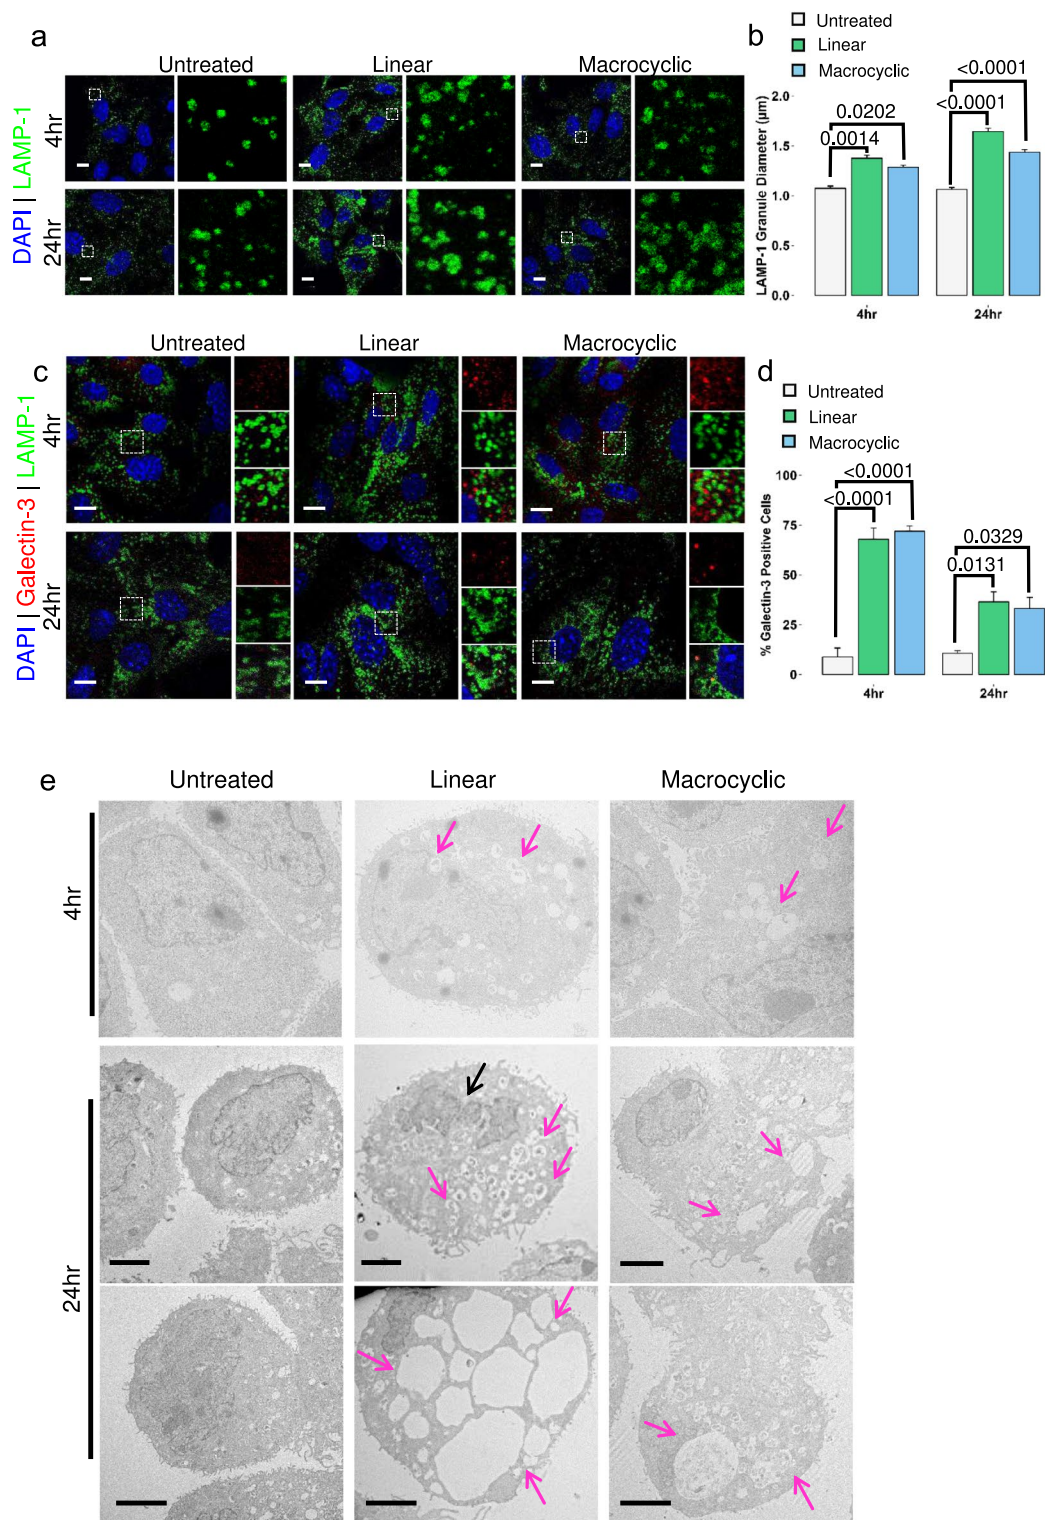 a
Untreated
Linear
Macrocyclic
DAPI | LAMP-1
4hr
24hr
b
Untreated
Linear
Macrocyclic
LAMP-1 Granule Diameter (μm)
2.0
1.5
1.0
0.5
0.0
0.0014
0.0202
<0.0001
<0.0001
4hr
24hr
c
Untreated
Linear
Macrocyclic
DAPI | Galectin-3 | LAMP-1
4hr
24hr
d
Untreated
Linear
Macrocyclic
% Galectin-3 Positive Cells
100
75
50
25
0
<0.0001
<0.0001
0.0329
0.0131
4hr
24hr
e
Untreated
Linear
Macrocyclic
4hr
24hr